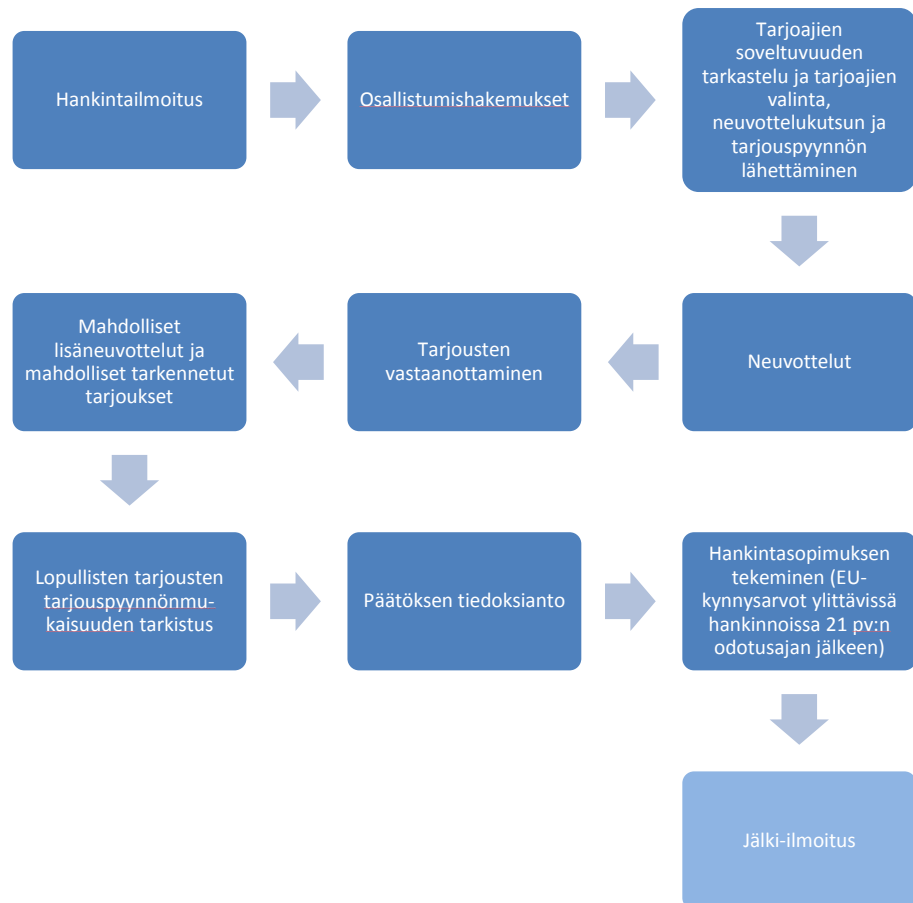 Hankintailmoitus
Osallistumishakemukset
Tarjoajien
soveltuvuuden
tarkastelu ja tarjoajien
valinta,
neuvottelukutsun ja
tarjouspyynnön
lähettäminen
Neuvottelut
Tarjousten
vastaanottaminen
Mahdolliset
lisäneuvottelut ja
mahdolliset tarkennetut
tarjoukset
Lopullisten tarjousten
tarjouspyynnönmu-
kaisuuden tarkistus
Päätöksen tiedoksianto
Hankintasopimuksen
tekeminen (EU-
kynnysarvot ylittävissä
hankinnoissa 21 pv:n
odotusajan jälkeen)
Jälki-ilmoitus